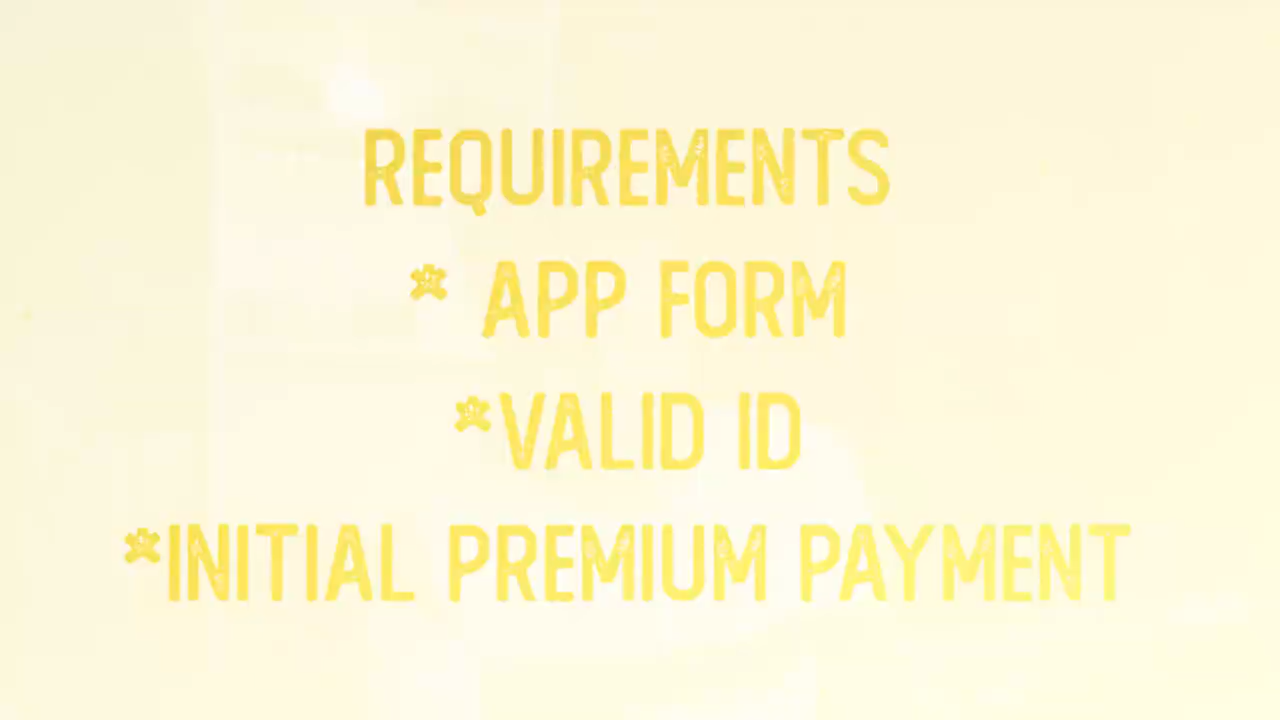 REQUIREMENTS
* APP FORM
*VALID ID
*INITIAL PREMIUM PAYMENT